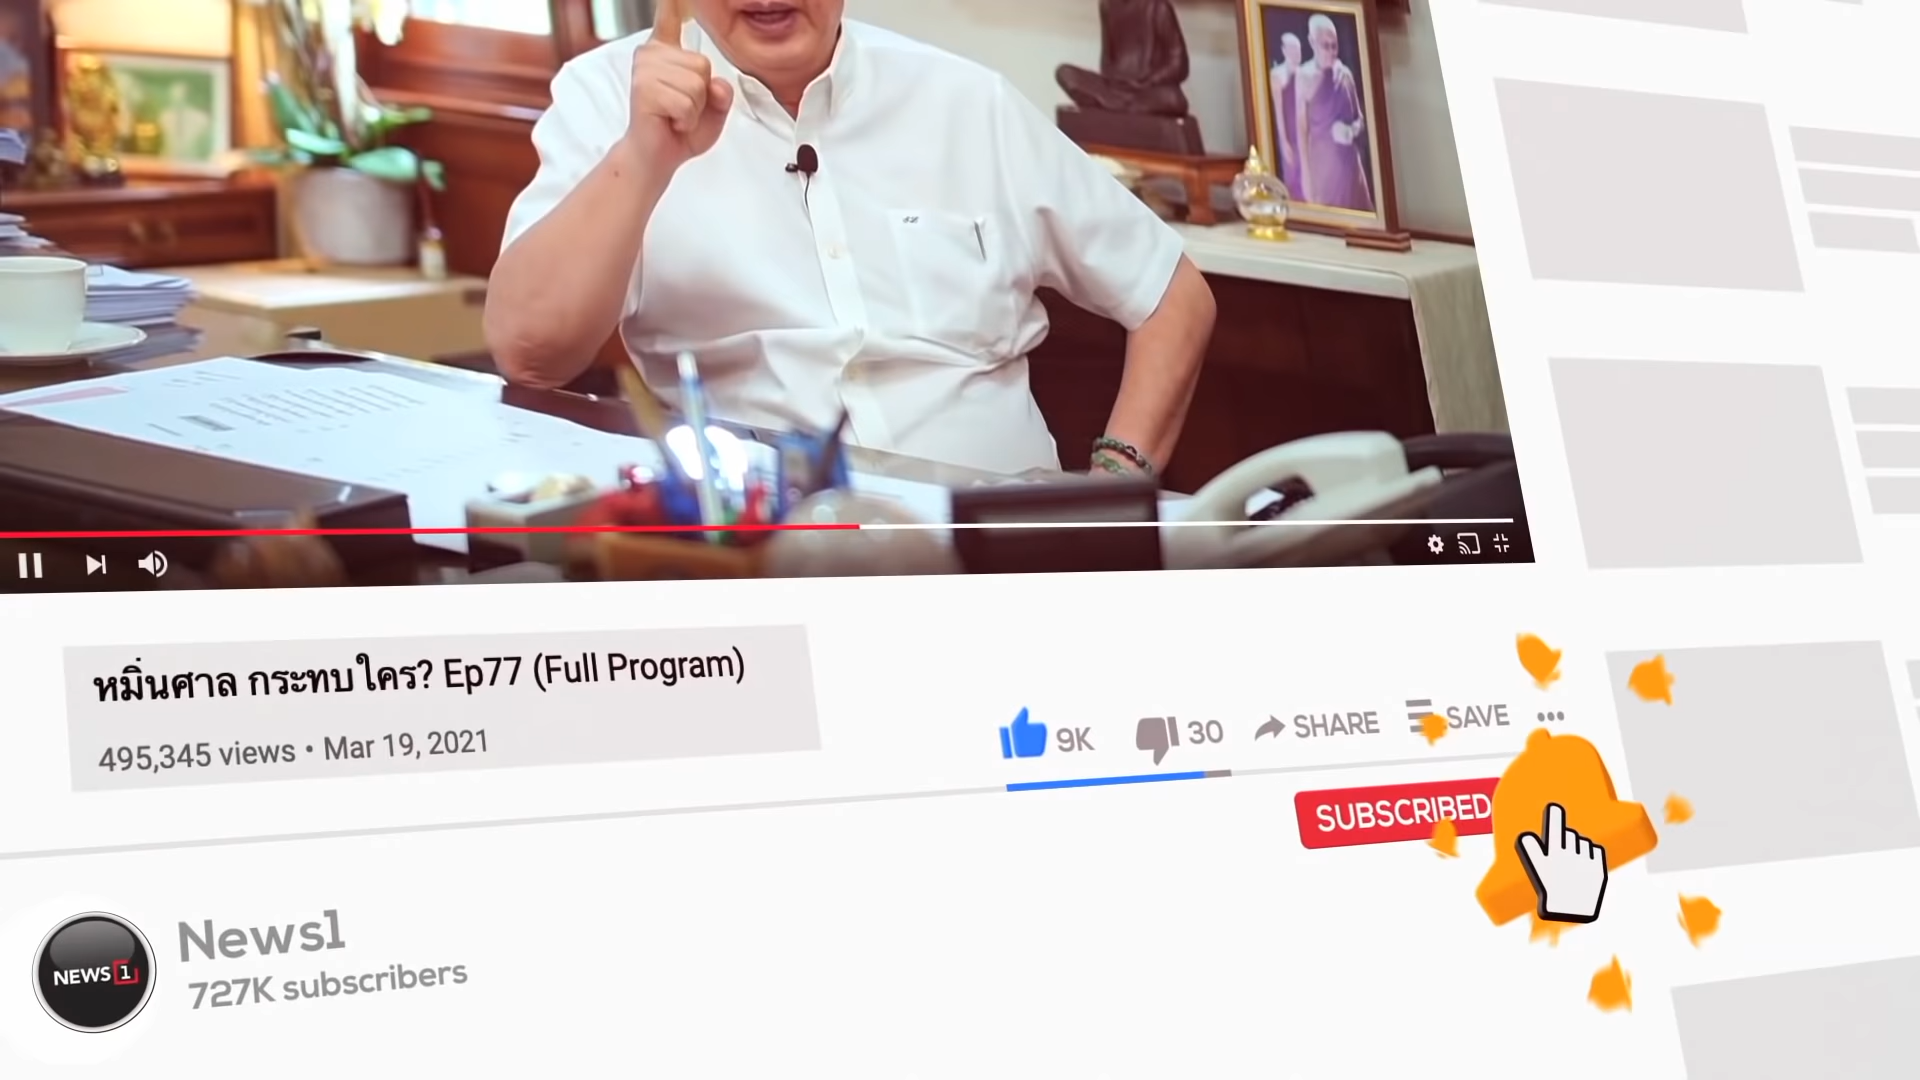 หมิ่นศาล กระทบใคร? Ep77 (Full Program)
495,345 views • Mar 19, 2021
9K
30
SHARE
SAVE
SUBSCRIBED
NEWS 1
News1
727K subscribers